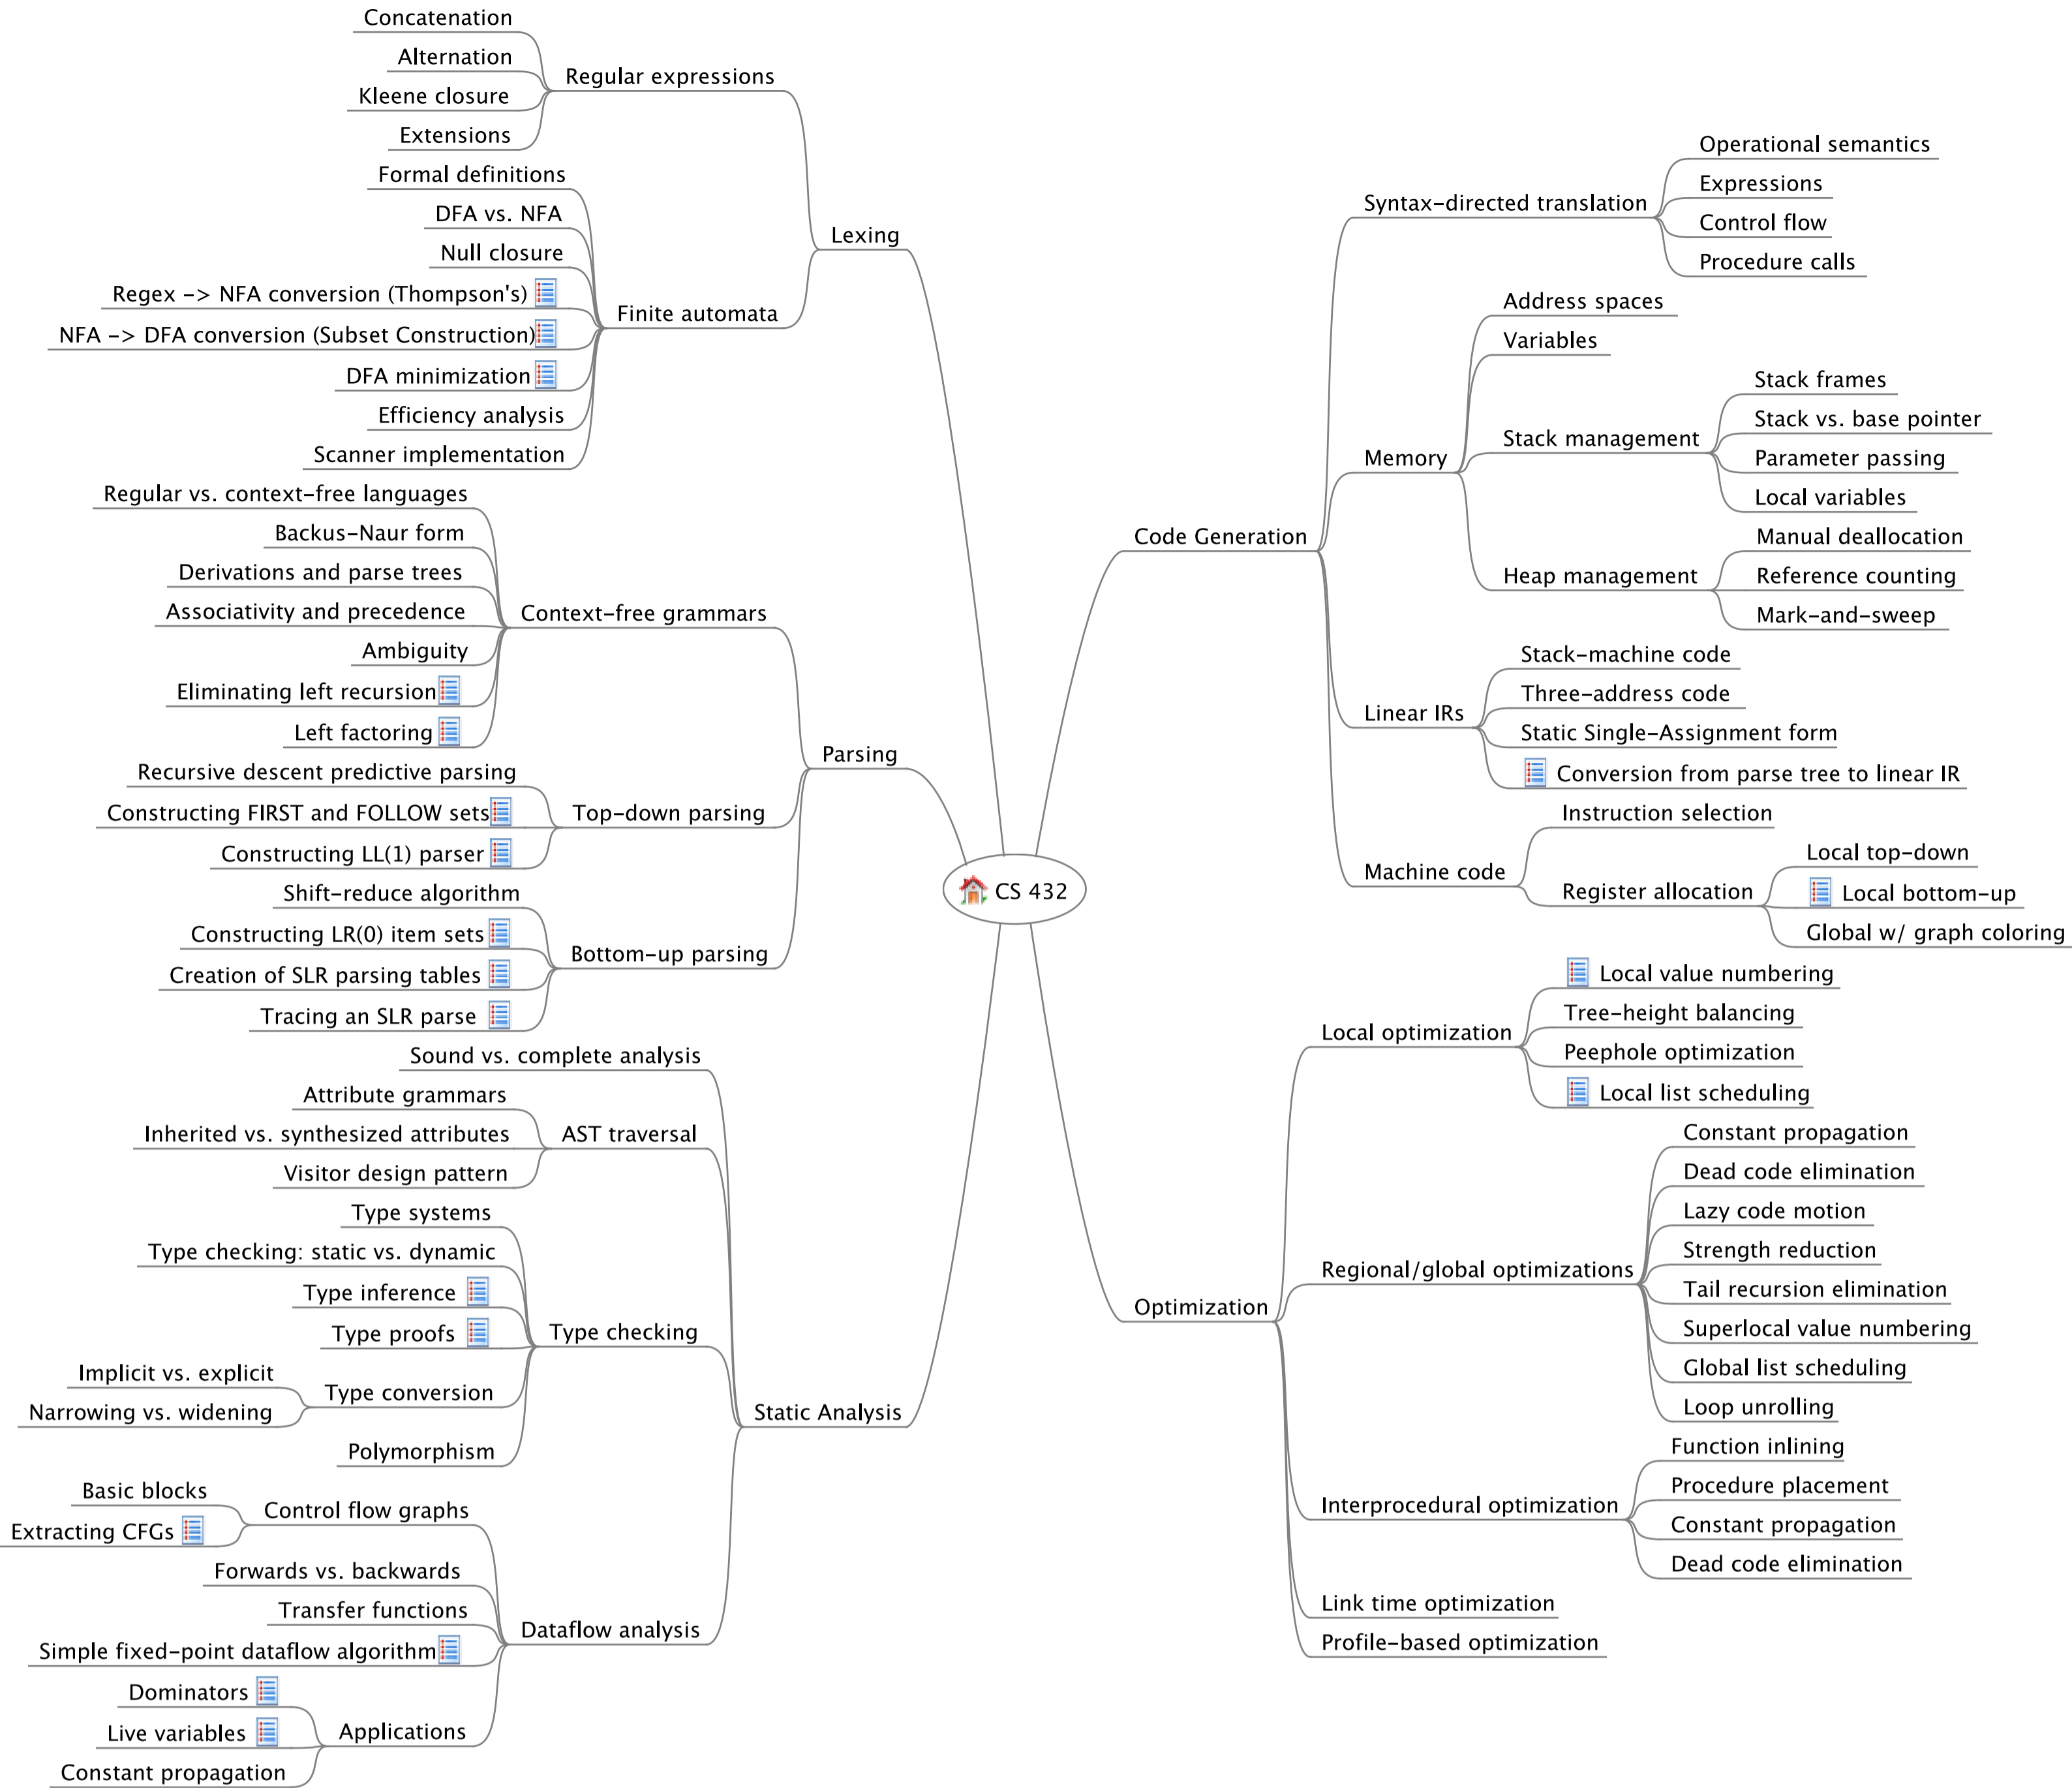 CS 432
Lexing
Regular expressions
Concatenation
Alternation
Kleene closure
Extensions
Finite automata
Formal definitions
DFA vs. NFA
Null closure
Regex -> NFA conversion (Thompson's)
NFA -> DFA conversion (Subset Construction)
DFA minimization
Efficiency analysis
Scanner implementation
Parsing
Context-free grammars
Regular vs. context-free languages
Backus-Naur form
Derivations and parse trees
Associativity and precedence
Ambiguity
Eliminating left recursion
Left factoring
Top-down parsing
Recursive descent predictive parsing
Constructing FIRST and FOLLOW sets
Constructing LL(1) parser
Bottom-up parsing
Shift-reduce algorithm
Constructing LR(0) item sets
Creation of SLR parsing tables
Tracing an SLR parse
Static Analysis
Sound vs. complete analysis
AST traversal
Attribute grammars
Inherited vs. synthesized attributes
Visitor design pattern
Type checking
Type systems
Type checking: static vs. dynamic
Type inference
Type proofs
Type conversion
Implicit vs. explicit
Narrowing vs. widening
Polymorphism
Dataflow analysis
Control flow graphs
Basic blocks
Extracting CFGs
Forwards vs. backwards
Transfer functions
Simple fixed-point dataflow algorithm
Applications
Dominators
Live variables
Constant propagation
Code Generation
Syntax-directed translation
Operational semantics
Expressions
Control flow
Procedure calls
Memory
Address spaces
Variables
Stack management
Stack frames
Stack vs. base pointer
Parameter passing
Local variables
Heap management
Manual deallocation
Reference counting
Mark-and-sweep
Linear IRs
Stack-machine code
Three-address code
Static Single-Assignment form
Conversion from parse tree to linear IR
Machine code
Instruction selection
Register allocation
Local top-down
Local bottom-up
Global w/ graph coloring
Optimization
Local optimization
Local value numbering
Tree-height balancing
Peephole optimization
Local list scheduling
Regional/global optimizations
Constant propagation
Dead code elimination
Lazy code motion
Strength reduction
Tail recursion elimination
Superlocal value numbering
Global list scheduling
Loop unrolling
Interprocedural optimization
Function inlining
Procedure placement
Constant propagation
Dead code elimination
Link time optimization
Profile-based optimization